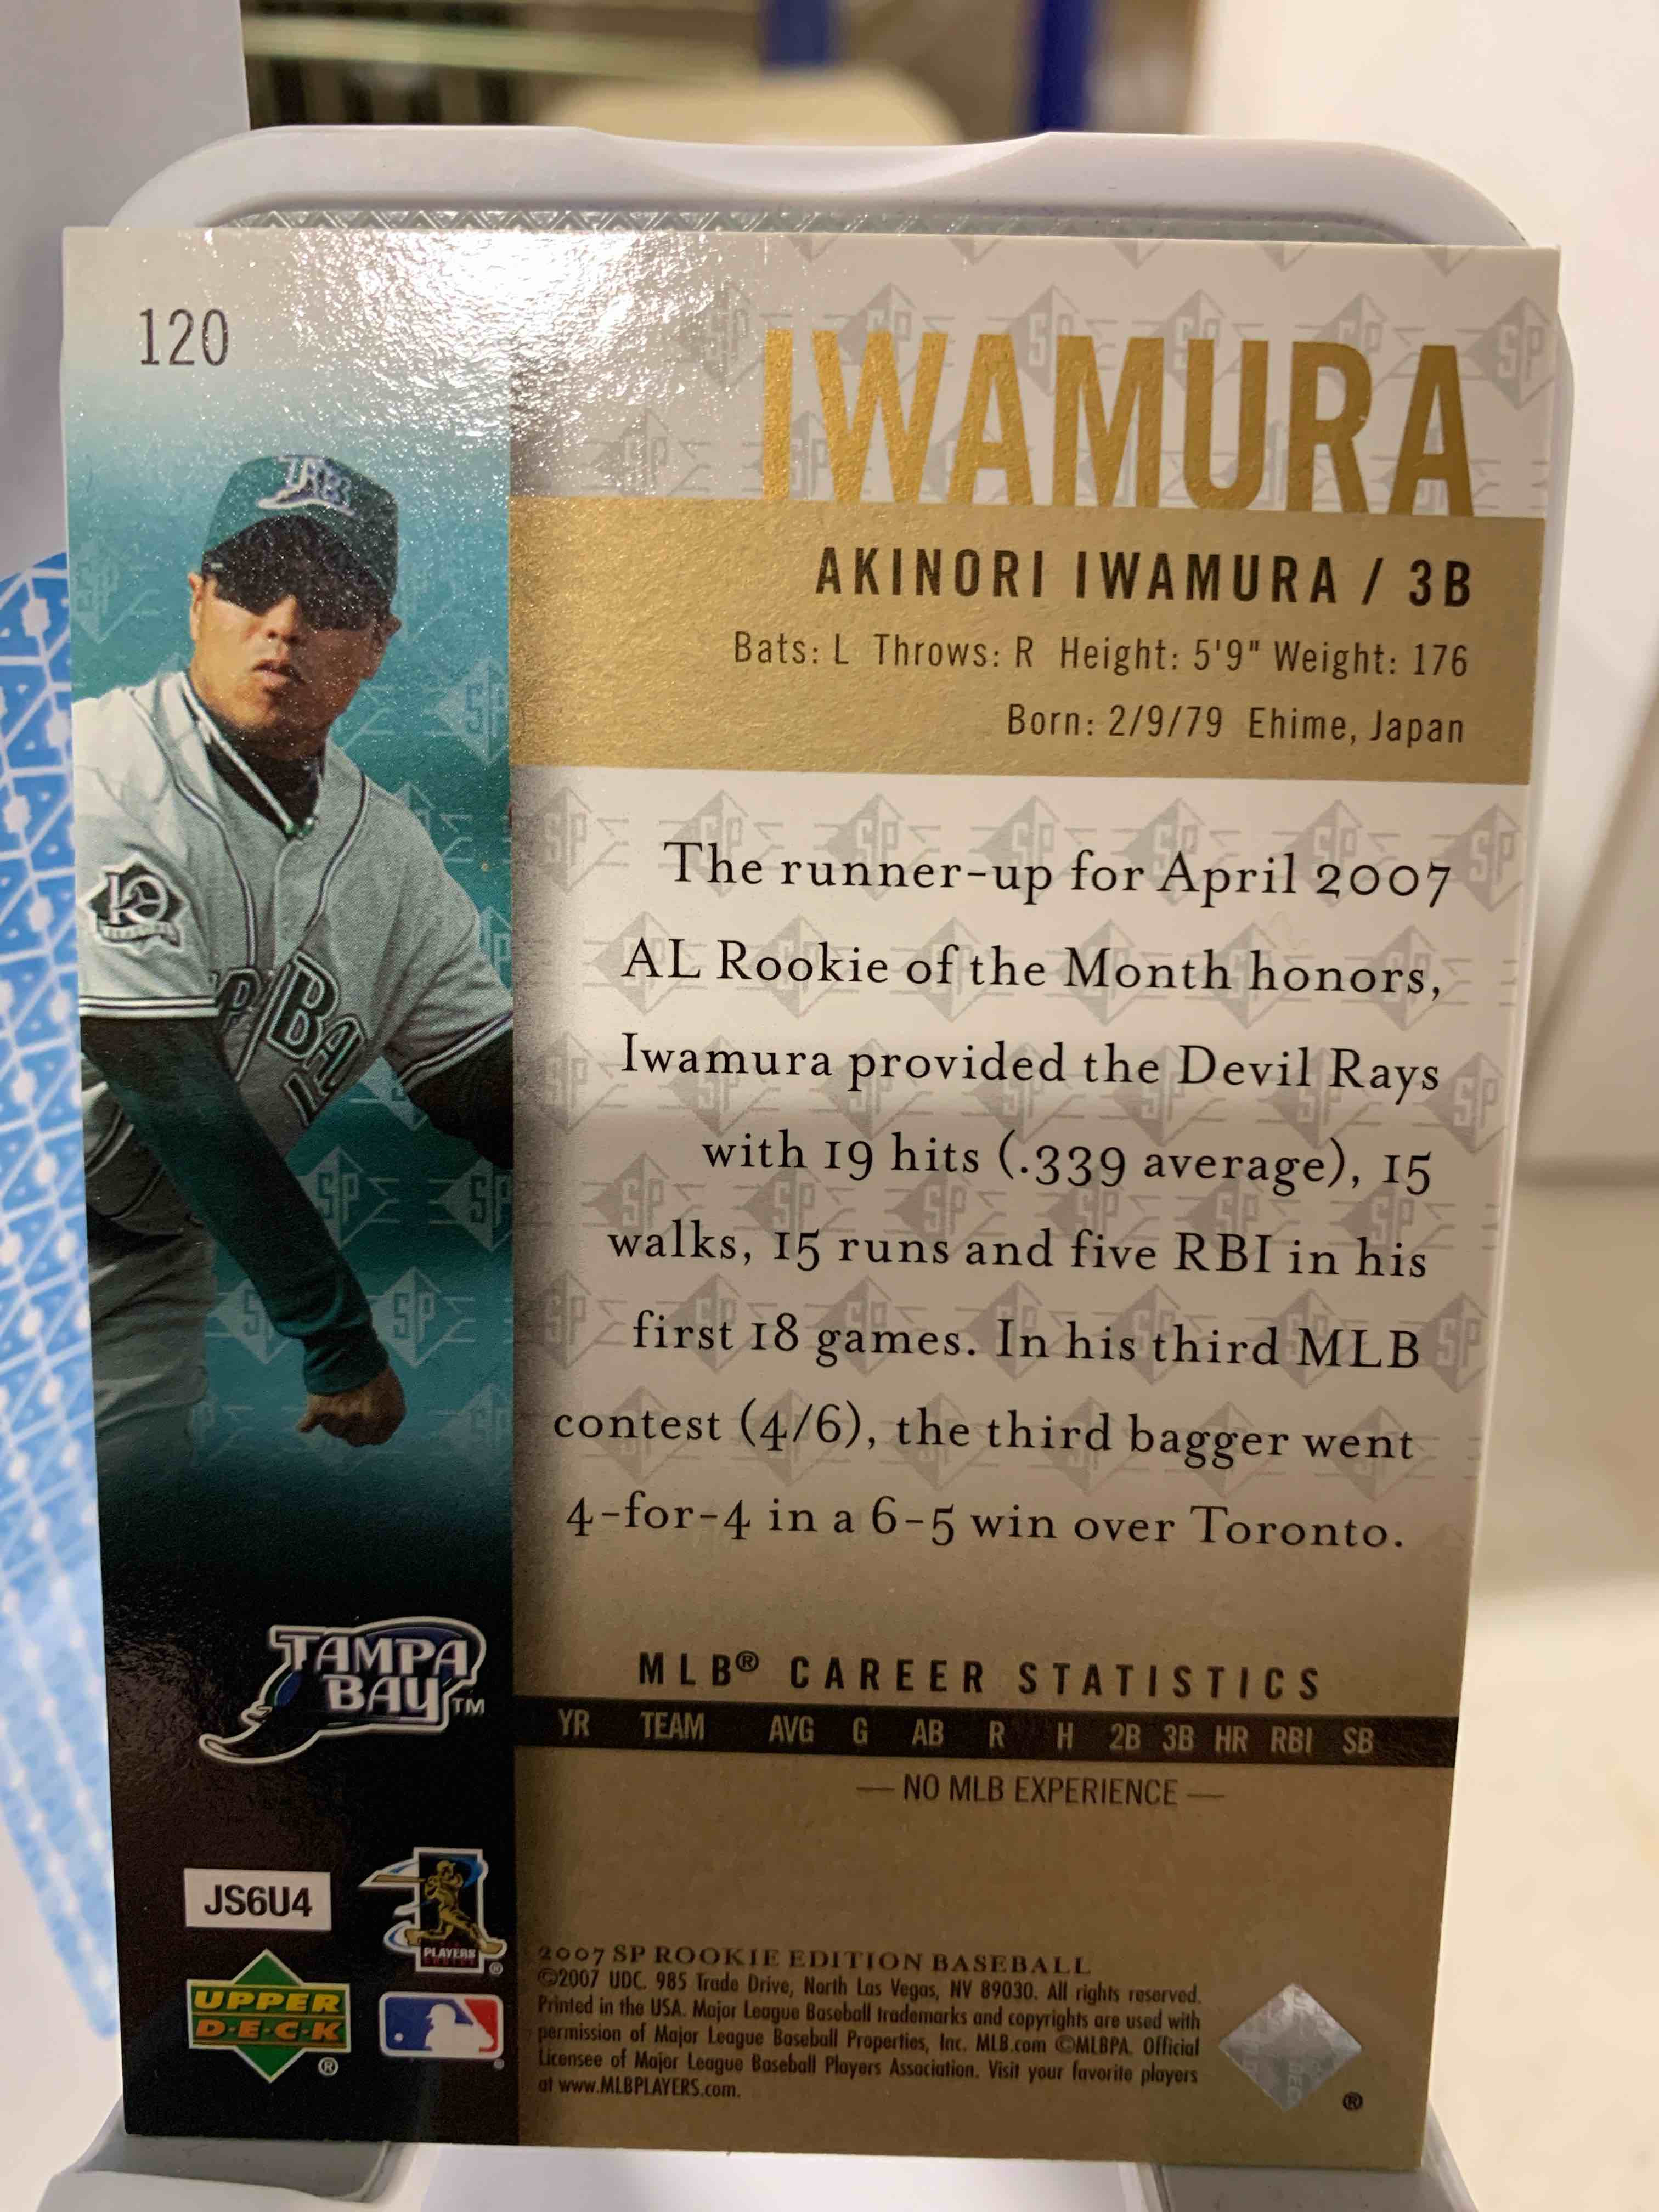 120
IWAMURA
AKINORI IWAMURA / 3B
Bats: L Throws: R Height: 5'9" Weight: 176
Born: 2/9/79 Ehime, Japan
The runner-up for April 2007
AL Rookie of the Month honors,
Iwamura provided the Devil Rays
with 19 hits (.339 average), 15
walks, 15 runs and five RBI in his
first 18 games. In his third MLB
contest (4/6), the third bagger went
4-for-4 in a 6-5 win over Toronto.
TAMPA
BAY™
MLB® CAREER STATISTICS
YR TEAM AVG G AB R H 2B 3B HR RBI SB
— NO MLB EXPERIENCE —
JS6U4
PLAYERS
®
UPPER
D·E·C·K
®
2007 SP ROOKIE EDITION BASEBALL
©2007 UDC. 985 Trade Drive, North Las Vegas, NV 89030. All rights reserved.
Printed in the USA. Major League Baseball trademarks and copyrights are used with
permission of Major League Baseball Properties, Inc. MLB.com ©MLBPA. Official
Licensee of Major League Baseball Players Association. Visit your favorite players
at www.MLBPLAYERS.com.
®